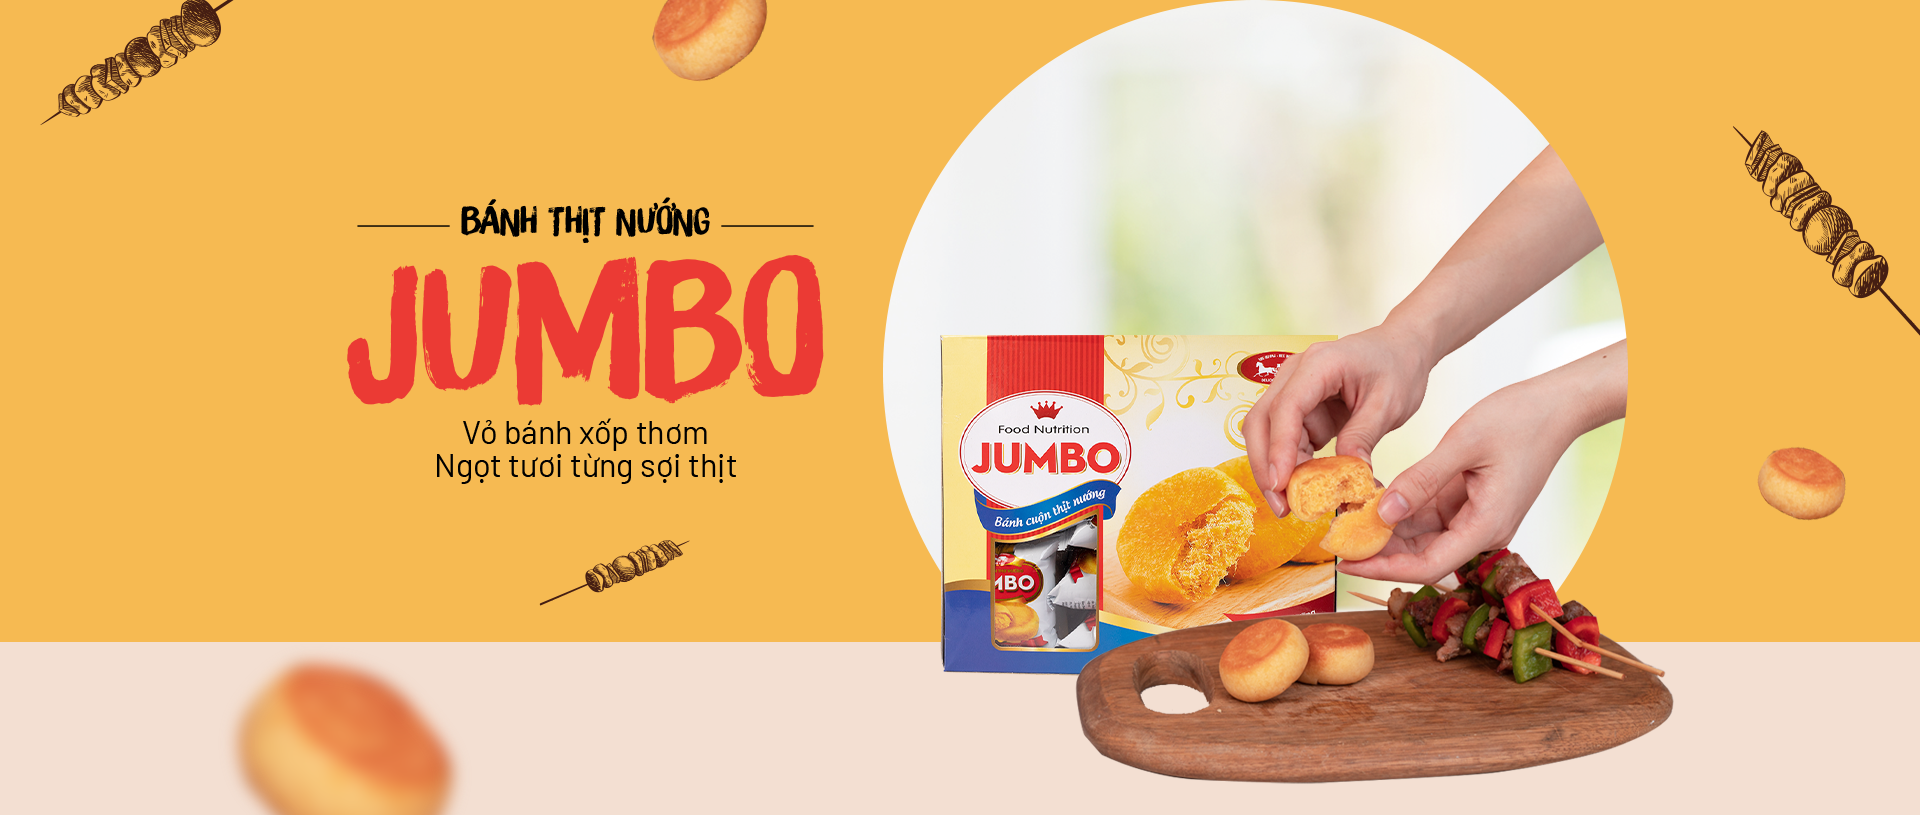 BÁNH THỊT NƯỚNG
JUMBO
Vỏ bánh xốp thơm
Ngọt tươi từng sợi thịt
Food Nutrition
JUMBO
Bánh cuộn thịt nướng